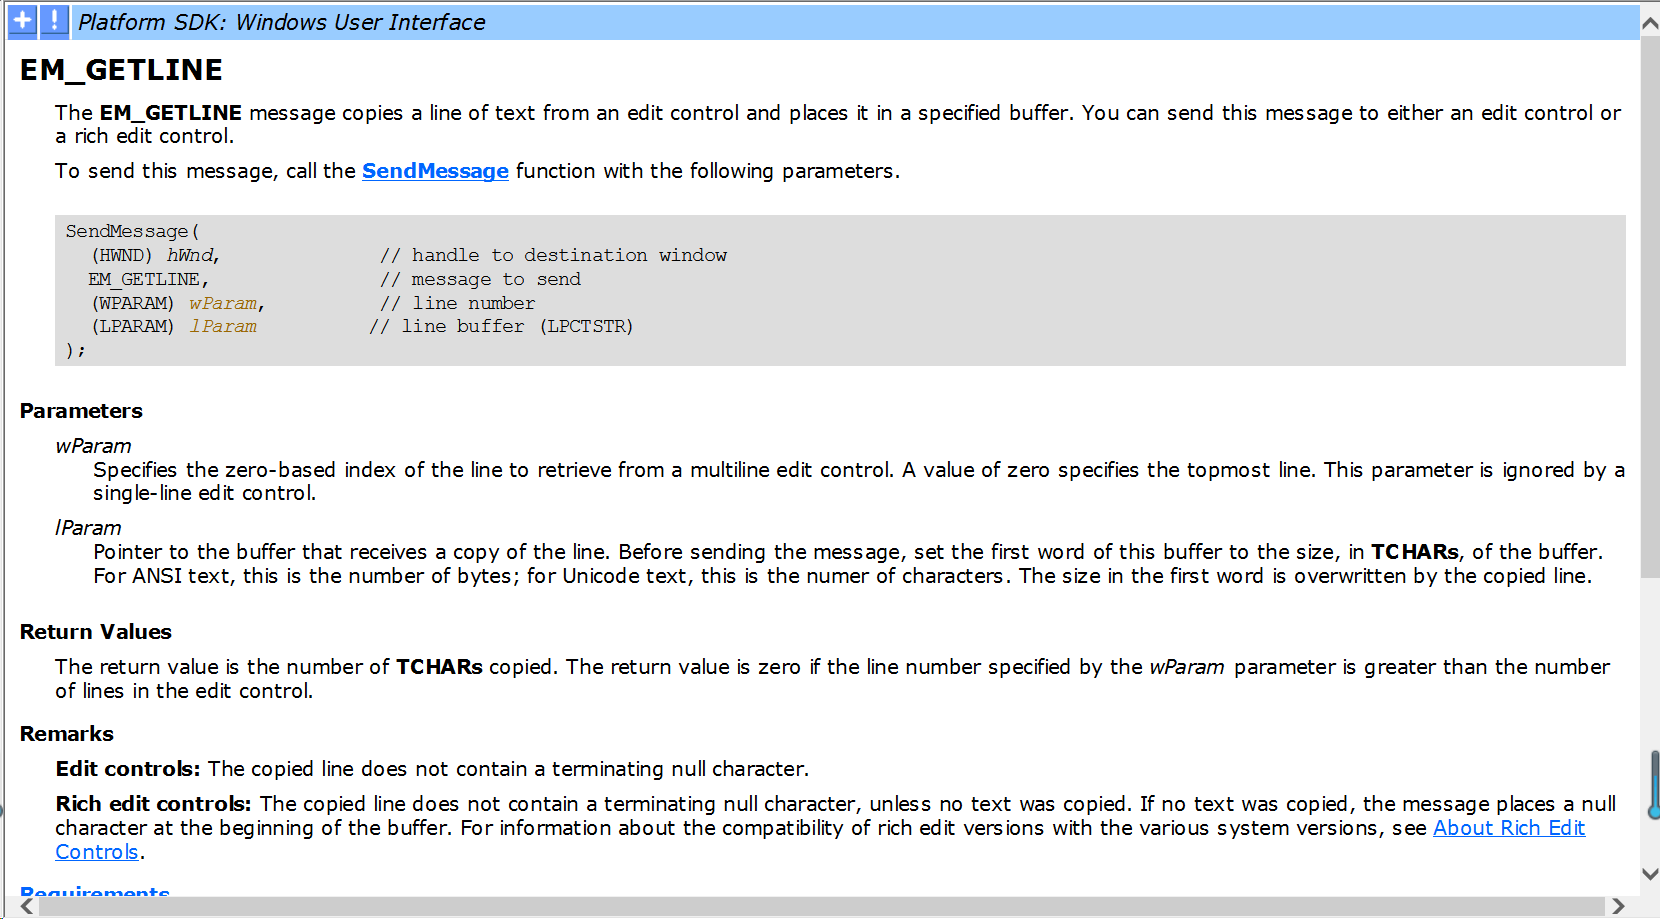 Platform SDK: Windows User Interface
EM_GETLINE
The EM_GETLINE message copies a line of text from an edit control and places it in a specified buffer. You can send this message to either an edit control or
a rich edit control.
To send this message, call the SendMessage function with the following parameters.
SendMessage(
(HWND) hWnd, // handle to destination window
EM_GETLINE, // message to send
(WPARAM) wParam, // line number
(LPARAM) lParam // line buffer (LPCTSTR)
);
Parameters
wParam
Specifies the zero-based index of the line to retrieve from a multiline edit control. A value of zero specifies the topmost line. This parameter is ignored by a
single-line edit control.
lParam
Pointer to the buffer that receives a copy of the line. Before sending the message, set the first word of this buffer to the size, in TCHARs, of the buffer.
For ANSI text, this is the number of bytes; for Unicode text, this is the numer of characters. The size in the first word is overwritten by the copied line.
Return Values
The return value is the number of TCHARs copied. The return value is zero if the line number specified by the wParam parameter is greater than the number
of lines in the edit control.
Remarks
Edit controls: The copied line does not contain a terminating null character.
Rich edit controls: The copied line does not contain a terminating null character, unless no text was copied. If no text was copied, the message places a null
character at the beginning of the buffer. For information about the compatibility of rich edit versions with the various system versions, see About Rich Edit
Controls.
Requirements